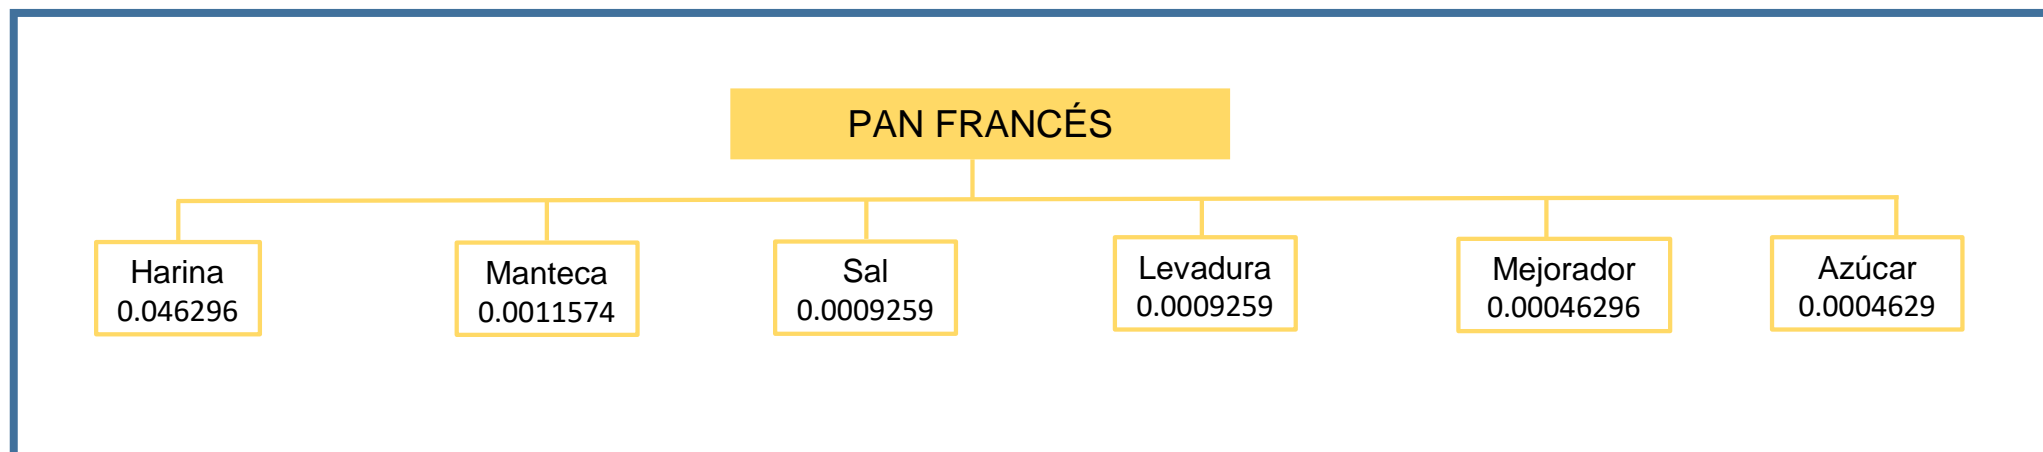 PAN FRANCÉS
Harina
0.046296
Manteca
0.0011574
Sal
0.0009259
Levadura
0.0009259
Mejorador
0.00046296
Azúcar
0.0004629